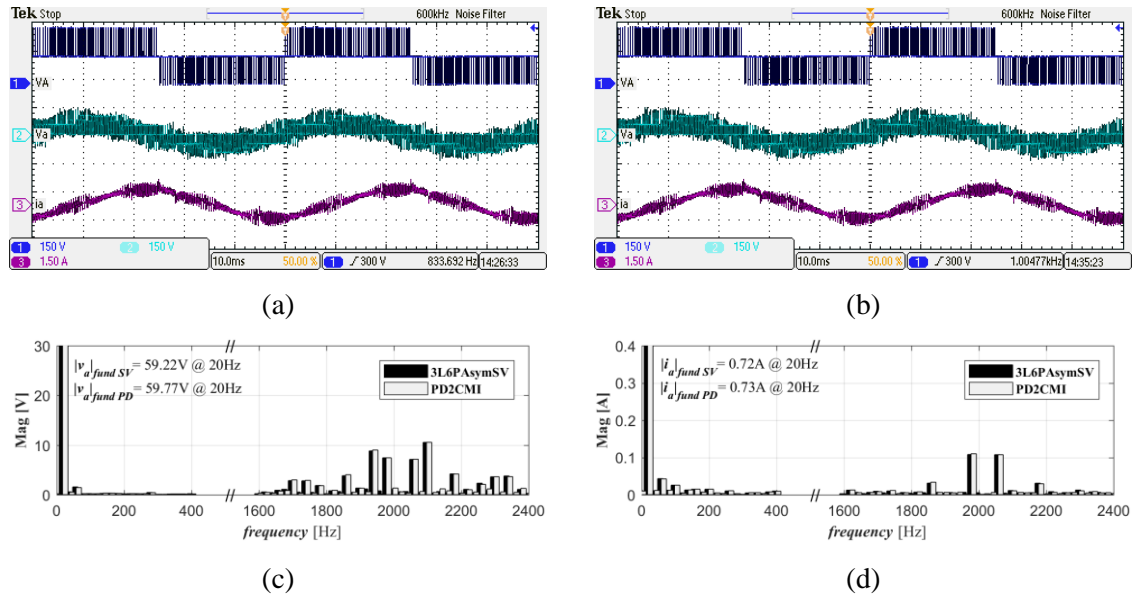 Tek Stop
600kHz Noise Filter
1 VA
2 Va
3 ia
1 150 V 2 150 V
3 1.50 A
10.0ms 50.00 % 1 ∫ 300 V 833.692 Hz 14:26:33
(a)
Tek Stop
600kHz Noise Filter
1 VA
2 Va
3 ia
1 150 V 2 150 V
3 1.50 A
10.0ms 50.00 % 1 ∫ 300 V 1.00477kHz 14:35:23
(b)
|va|fund SV = 59.22V @ 20Hz
|va|fund PD = 59.77V @ 20Hz
3L6PAsymSV
PD2CMI
Mag [V]
30
20
10
0
0 200 400 // 1600 1800 2000 2200 2400
frequency [Hz]
(c)
|ia|fund SV = 0.72A @ 20Hz
|ia|fund PD = 0.73A @ 20Hz
3L6PAsymSV
PD2CMI
Mag [A]
0.4
0.3
0.2
0.1
0
0 200 400 // 1600 1800 2000 2200 2400
frequency [Hz]
(d)